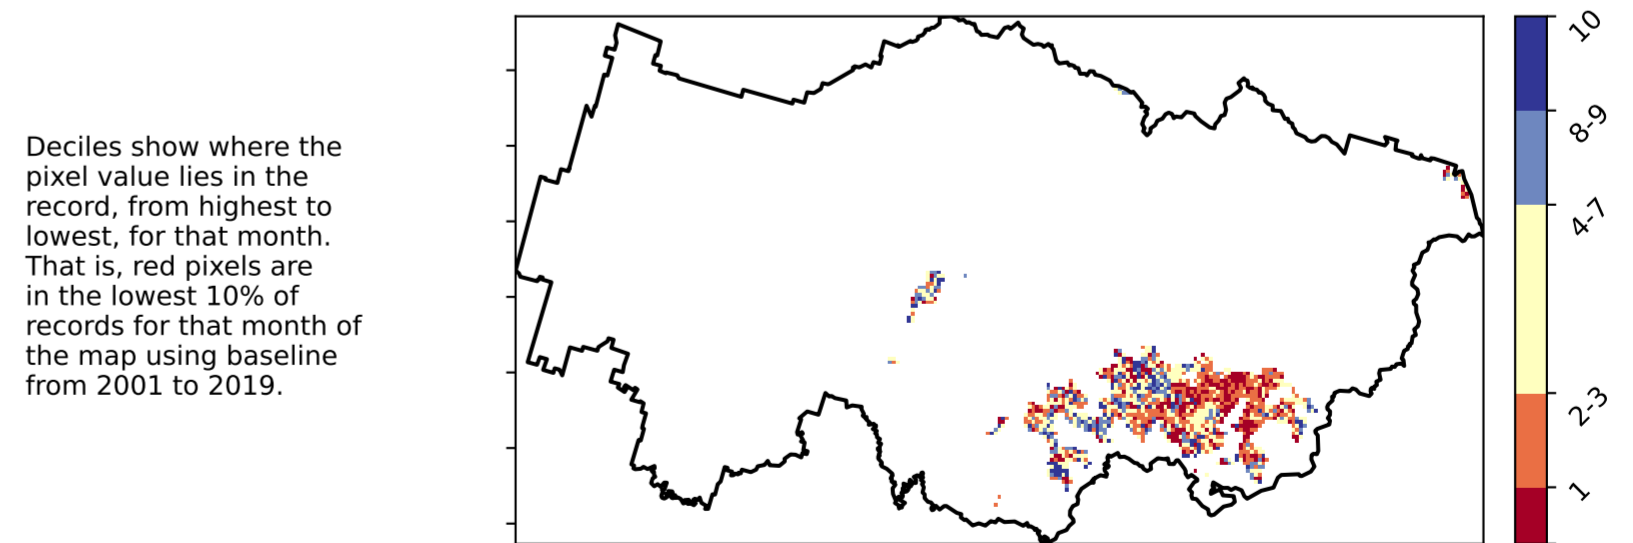 Deciles show where the
pixel value lies in the
record, from highest to
lowest, for that month.
That is, red pixels are
in the lowest 10% of
records for that month of
the map using baseline
from 2001 to 2019.
10
8-9
4-7
2-3
1